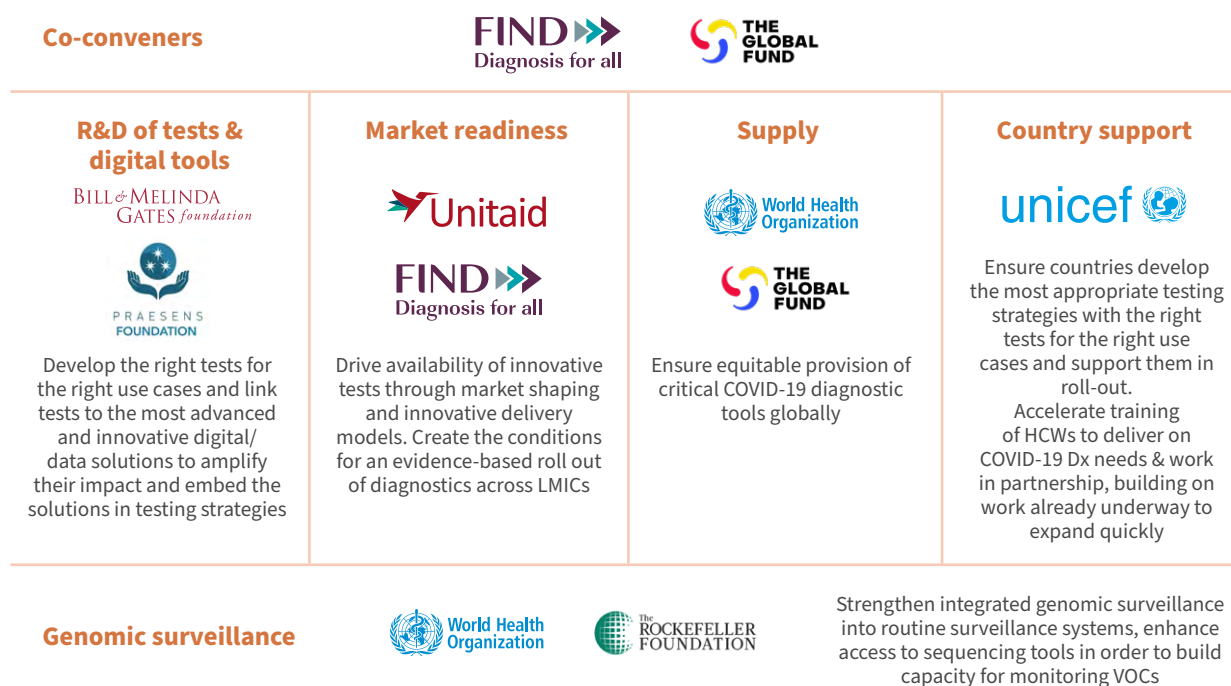 Co-conveners
FIND
Diagnosis for all
THE
GLOBAL
FUND
R&D of tests &
digital tools
BILL & MELINDA
GATES foundation
PRAESENS
FOUNDATION
Develop the right tests for
the right use cases and link
tests to the most advanced
and innovative digital/
data solutions to amplify
their impact and embed the
solutions in testing strategies
Market readiness
Unitaid
FIND
Diagnosis for all
Drive availability of innovative
tests through market shaping
and innovative delivery
models. Create the conditions
for an evidence-based roll out
of diagnostics across LMICs
Supply
World Health
Organization
THE
GLOBAL
FUND
Ensure equitable provision of
critical COVID-19 diagnostic
tools globally
Country support
unicef
Ensure countries develop
the most appropriate testing
strategies with the right
tests for the right use
cases and support them in
roll-out.
Accelerate training
of HCWs to deliver on
COVID-19 Dx needs & work
in partnership, building on
work already underway to
expand quickly
Genomic surveillance
World Health
Organization
The
ROCKEFELLER
FOUNDATION
Strengthen integrated genomic surveillance
into routine surveillance systems, enhance
access to sequencing tools in order to build
capacity for monitoring VOCs